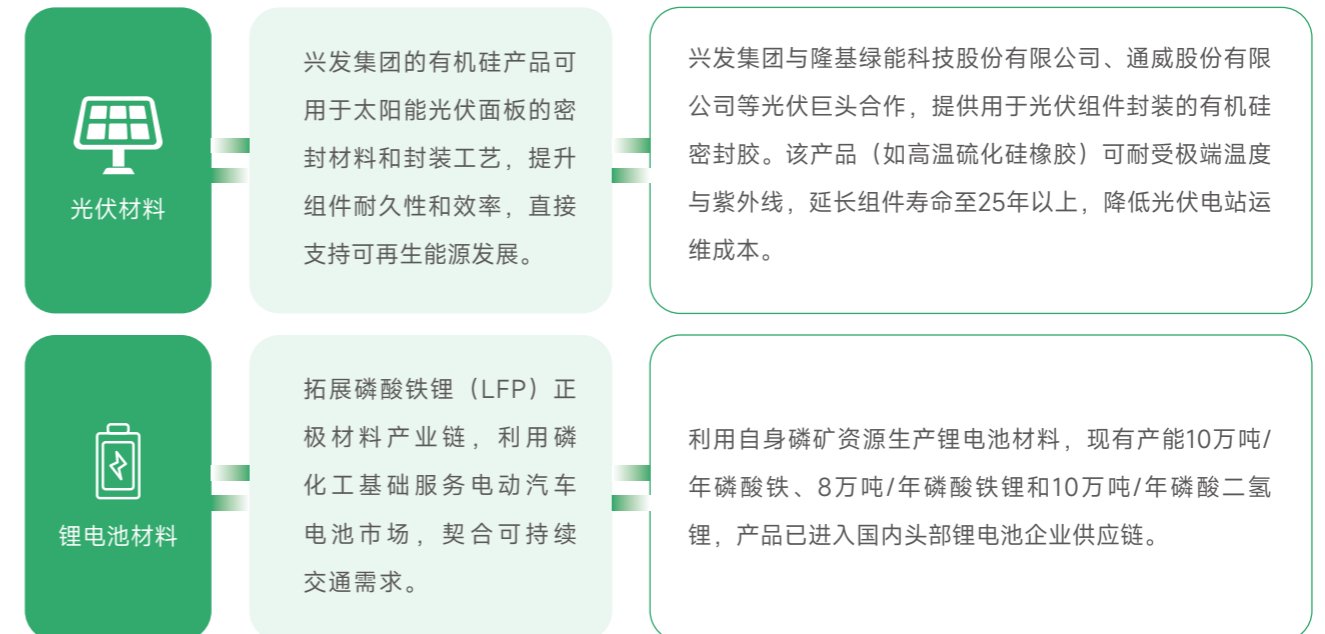 光伏材料
兴发集团的有机硅产品可
用于太阳能光伏面板的密
封材料和封装工艺，提升
组件耐久性和效率，直接
支持可再生能源发展。
兴发集团与隆基绿能科技股份有限公司、通威股份有限
公司等光伏巨头合作，提供用于光伏组件封装的有机硅
密封胶。该产品（如高温硫化硅橡胶）可耐受极端温度
与紫外线，延长组件寿命至25年以上，降低光伏电站运
维成本。
锂电池材料
拓展磷酸铁锂（LFP）正
极材料产业链，利用磷
化工基础服务电动汽车
电池市场，契合可持续
交通需求。
利用自身磷矿资源生产锂电池材料，现有产能10万吨/
年磷酸铁、8万吨/年磷酸铁锂和10万吨/年磷酸二氢
锂，产品已进入国内头部锂电池企业供应链。